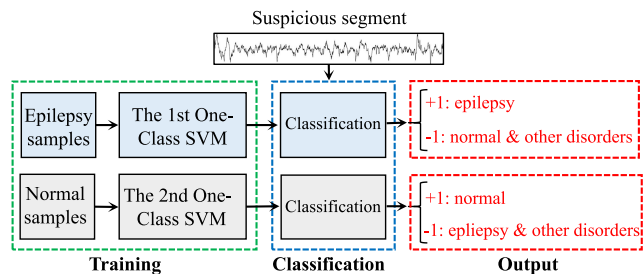 Suspicious segment
Epilepsy
samples
The 1st One-
Class SVM
Classification
+1: epilepsy
-1: normal & other disorders
Normal
samples
The 2nd One-
Class SVM
Classification
+1: normal
-1: epliepsy & other disorders
Training
Classification
Output